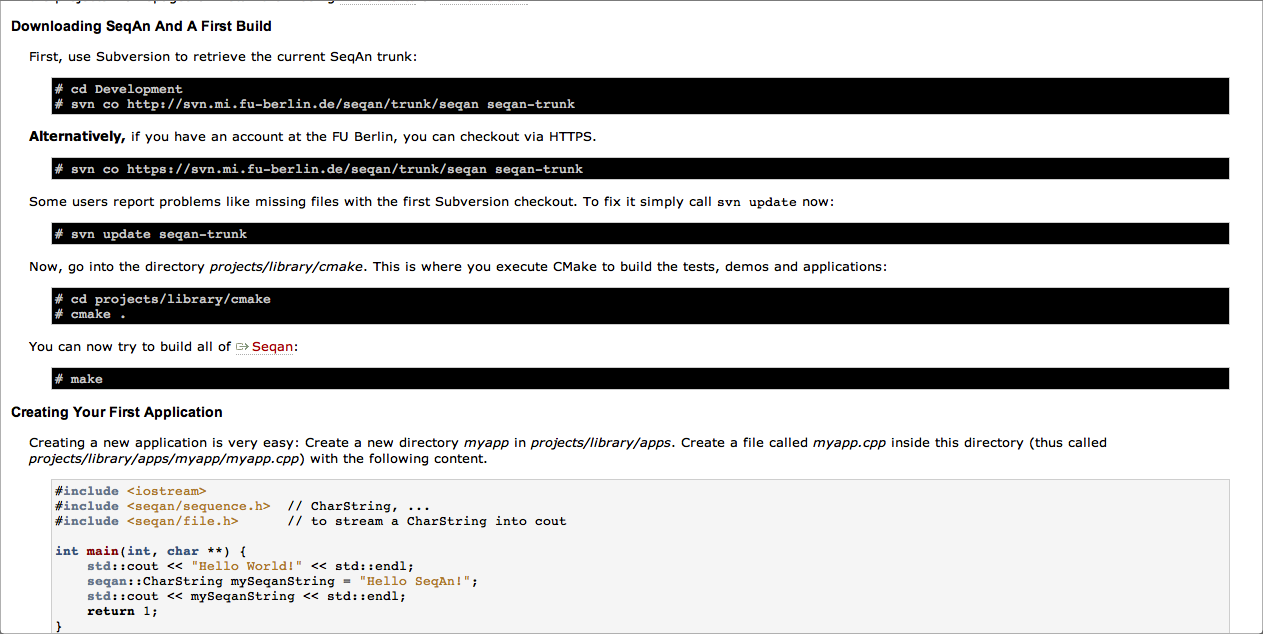 Downloading SeqAn And A First Build
First, use Subversion to retrieve the current SeqAn trunk:
# cd Development
# svn co http://svn.mi.fu-berlin.de/seqan/trunk/seqan seqan-trunk
Alternatively, if you have an account at the FU Berlin, you can checkout via HTTPS.
# svn co https://svn.mi.fu-berlin.de/seqan/trunk/seqan seqan-trunk
Some users report problems like missing files with the first Subversion checkout. To fix it simply call svn update now:
# svn update seqan-trunk
Now, go into the directory projects/library/cmake. This is where you execute CMake to build the tests, demos and applications:
# cd projects/library/cmake
# cmake .
You can now try to build all of Seqan:
# make
Creating Your First Application
Creating a new application is very easy: Create a new directory myapp in projects/library/apps. Create a file called myapp.cpp inside this directory (thus called
projects/library/apps/myapp/myapp.cpp) with the following content.
#include <iostream>
#include <seqan/sequence.h>  // CharString, ...
#include <seqan/file.h>      // to stream a CharString into cout
int main(int, char **) {
    std::cout << "Hello World!" << std::endl;
    seqan::CharString mySeqanString = "Hello SeqAn!";
    std::cout << mySeqanString << std::endl;
    return 1;
}